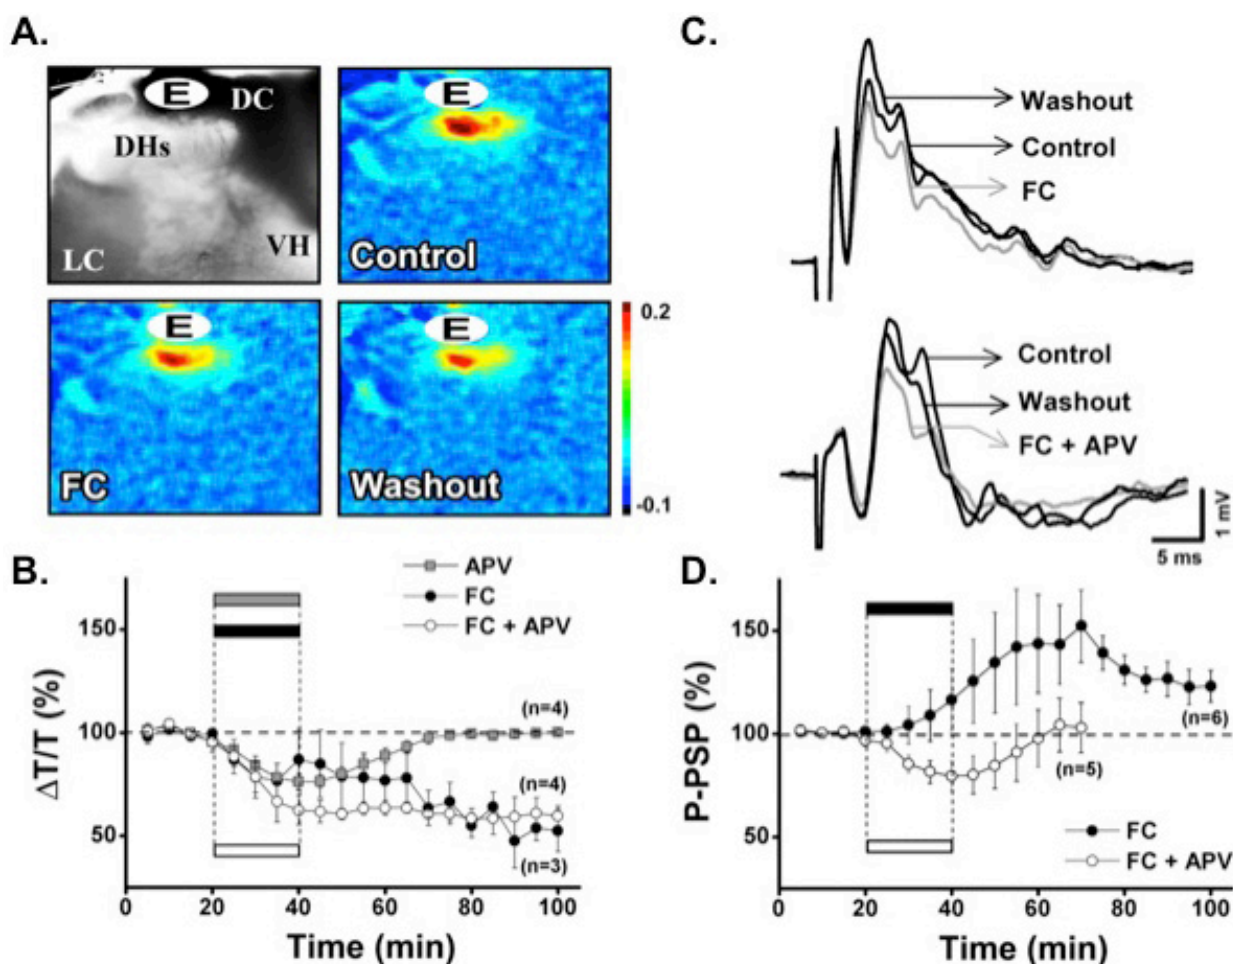 A.
E
DC
DHs
LC
VH
E
Control
E
FC
E
Washout
0.2
-0.1
B.
APV
FC
FC + APV
150
100
50
ΔT/T (%)
(n=4)
(n=4)
(n=3)
0 20 40 60 80 100
Time (min)
C.
Washout
Control
FC
Control
Washout
FC + APV
1 mV
5 ms
D.
150
100
50
P-PSP (%)
(n=6)
(n=5)
FC
FC + APV
0 20 40 60 80 100
Time (min)